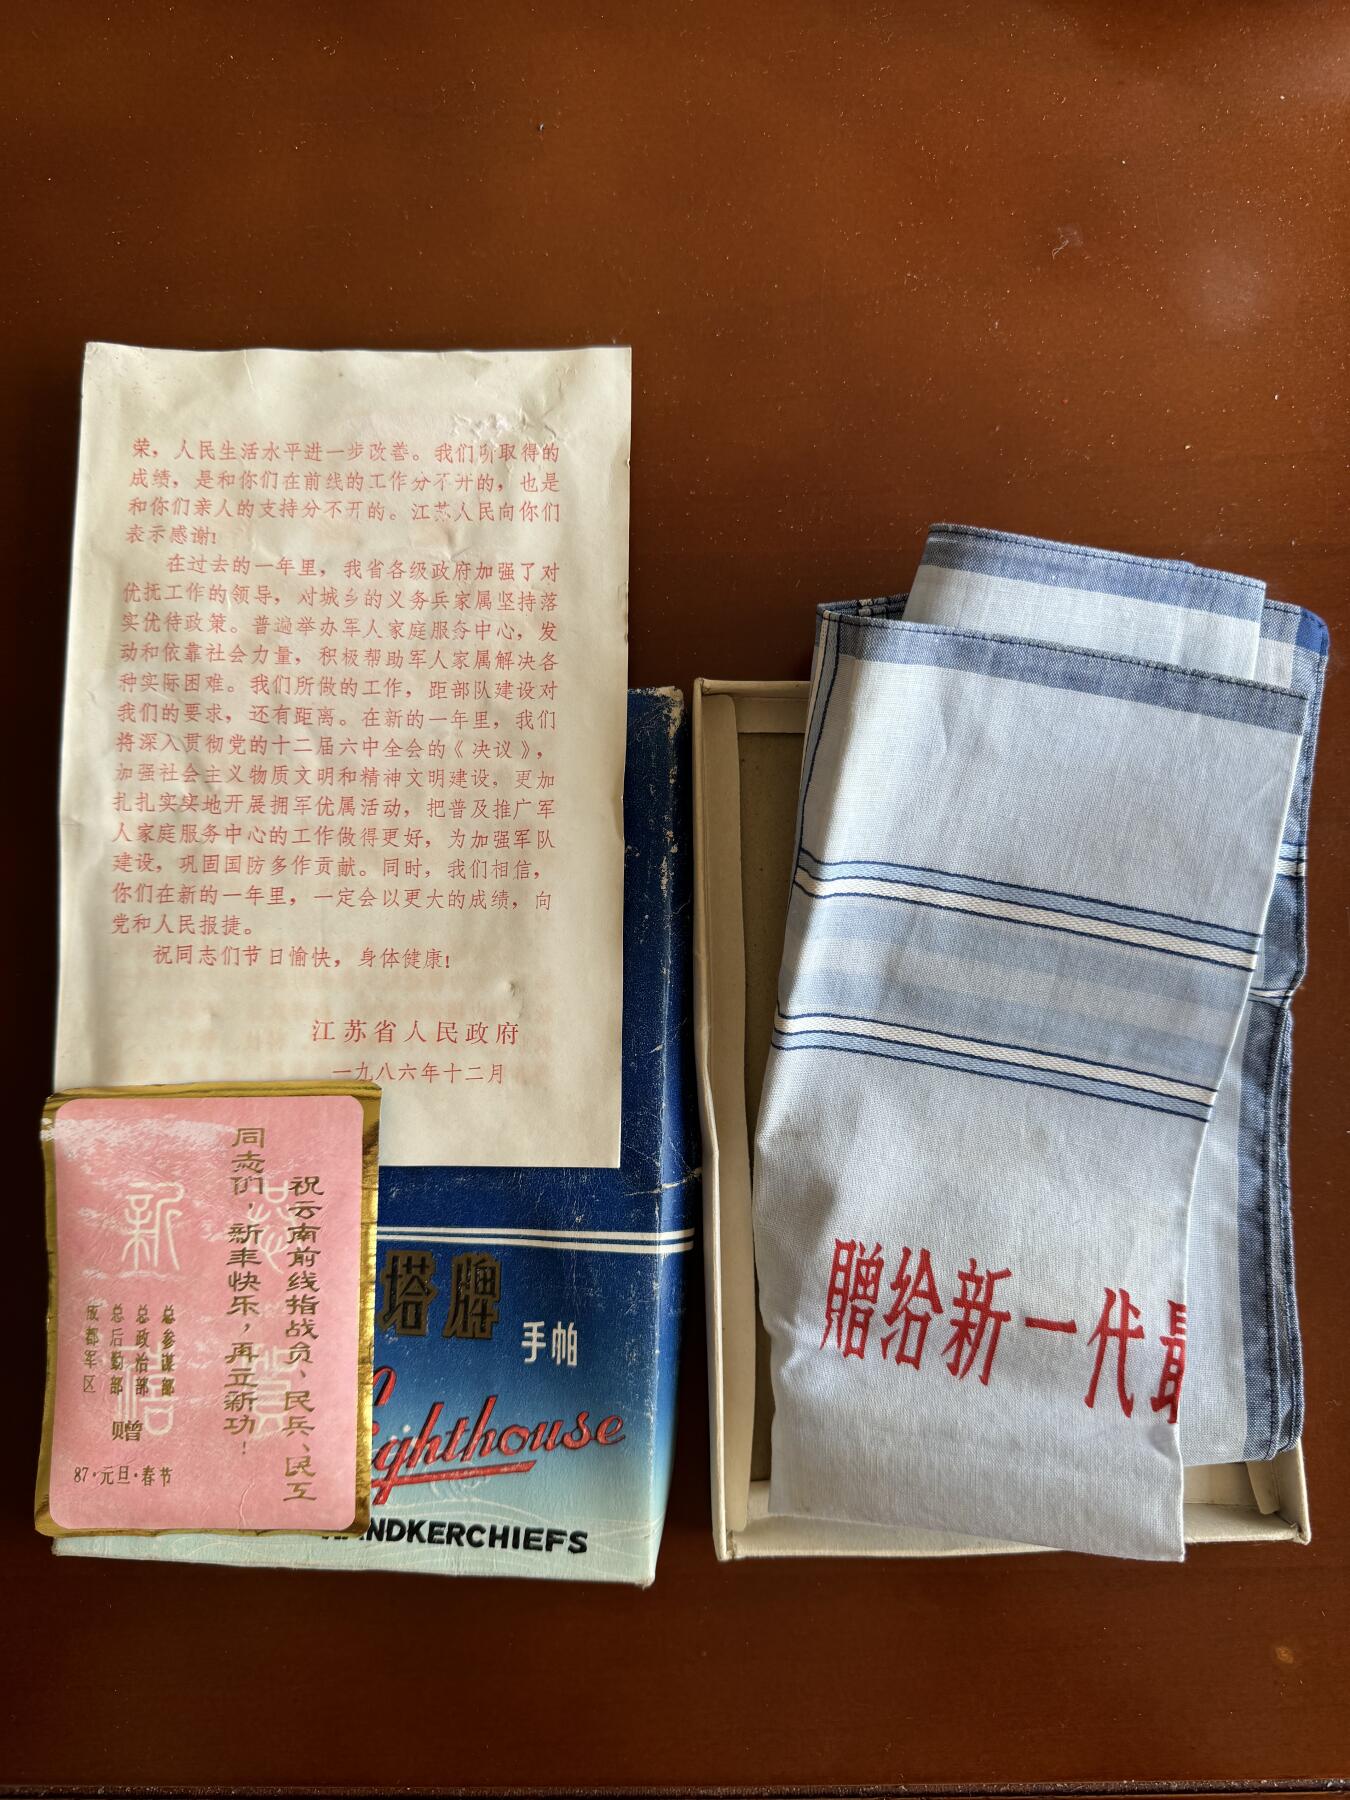 荣，人民生活水平进一步改善。我们所取得的
成绩，是和你们在前线的工作分不开的，也是
和你们亲人的支持分不开的。江苏人民向你们
表示感谢！
在过去的一年里，我省各级政府加强了对
优抚工作的领导，对城乡的义务兵家属坚持落
实优待政策。普遍举办军人家庭服务中心，发
动和依靠社会力量，积极帮助军人家属解决各
种实际困难。我们所做的工作，距部队建设对
我们的要求，还有距离。在新的一年里，我们
将深入贯彻党的十二届六中全会的《决议》，
加强社会主义物质文明和精神文明建设，更加
扎扎实实地开展拥军优属活动，把普及推广军
人家庭服务中心的工作做得更好，为加强军队
建设，巩固国防多作贡献。同时，我们相信，
你们在新的一年里，一定会以更大的成绩，向
党和人民报捷。
祝同志们节日愉快，身体健康！
江苏省人民政府
一九八六年十二月
祝云南前线指战员、民兵、民工
同志们，新年快乐，再立新功！
恭贺
新禧
总参谋部
总政治部
总后勤部
成都军区
赠
87·元旦·春节
塔牌
手帕
Lighthouse
HANDKERCHIEFS
赠给新一代最